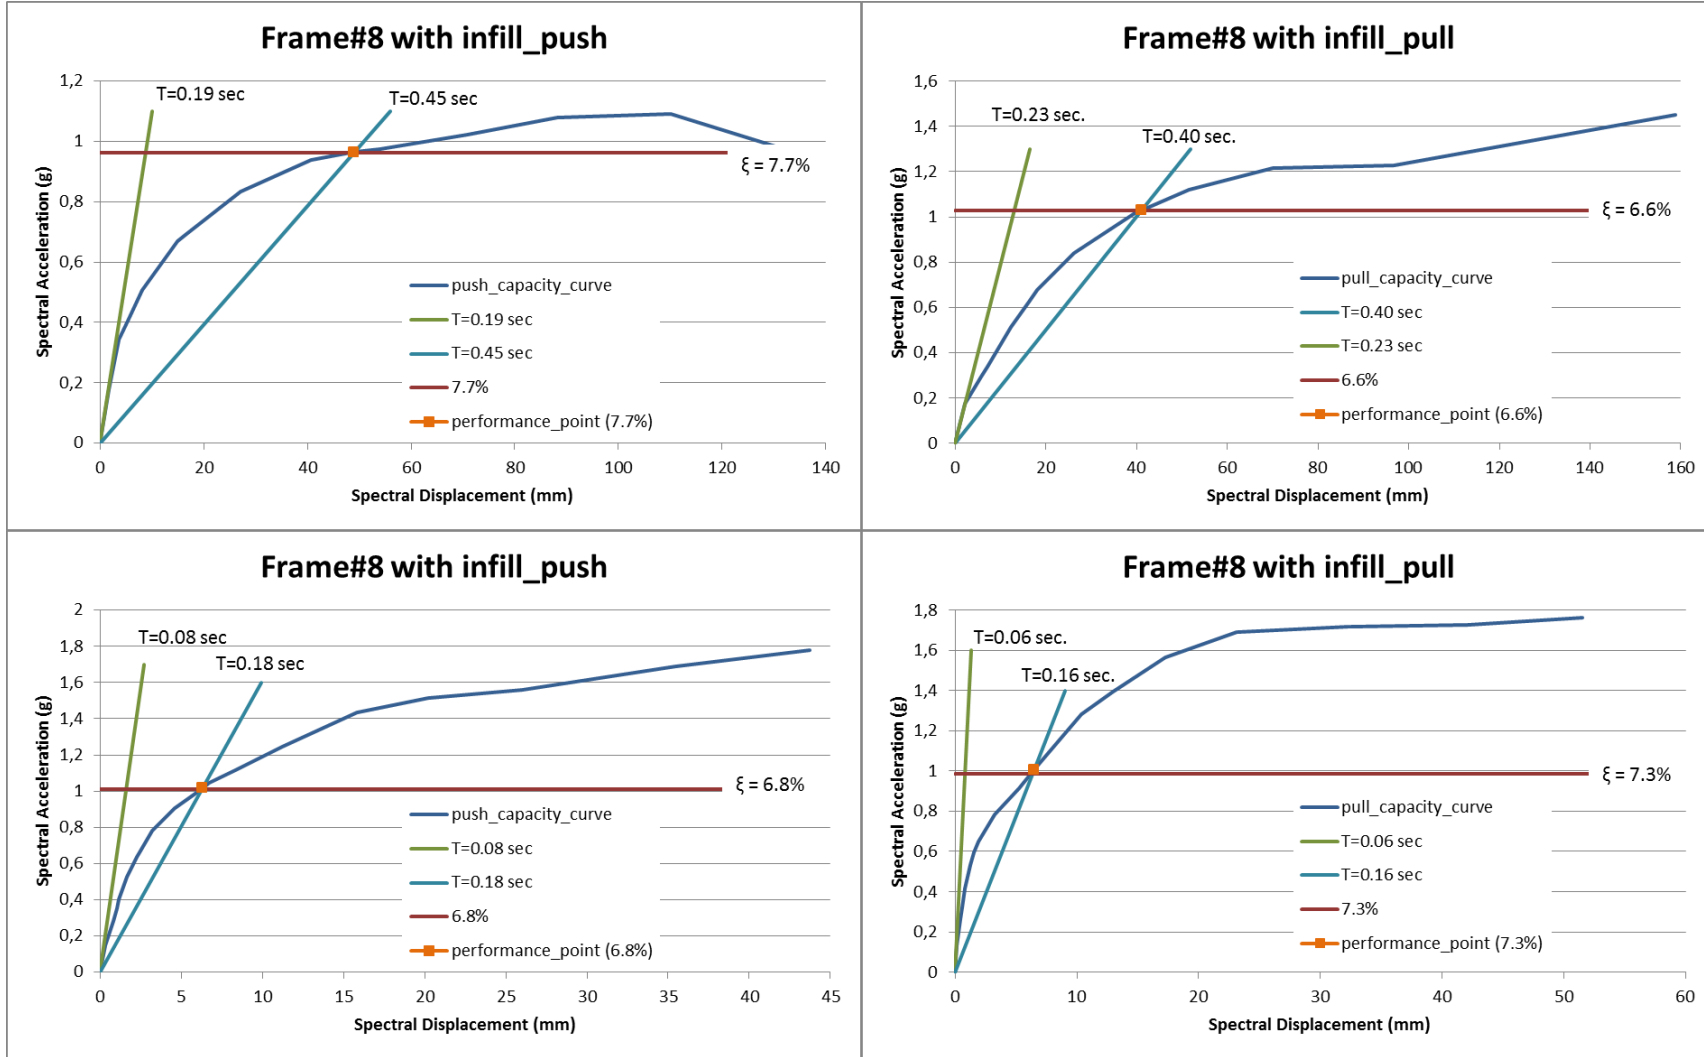 Frame#8 with infill_push
1,2
1
0,8
0,6
0,4
0,2
0
Spectral Acceleration (g)
T=0.19 sec
T=0.45 sec
ξ = 7.7%
push_capacity_curve
T=0.19 sec
T=0.45 sec
7.7%
performance_point (7.7%)
0 20 40 60 80 100 120 140
Spectral Displacement (mm)
Frame#8 with infill_pull
1,6
1,4
1,2
1
0,8
0,6
0,4
0,2
0
Spectral Acceleration (g)
T=0.23 sec.
T=0.40 sec.
ξ = 6.6%
pull_capacity_curve
T=0.40 sec
T=0.23 sec
6.6%
performance_point (6.6%)
0 20 40 60 80 100 120 140 160
Spectral Displacement (mm)
Frame#8 with infill_push
2
1,8
1,6
1,4
1,2
1
0,8
0,6
0,4
0,2
0
Spectral Acceleration (g)
T=0.08 sec
T=0.18 sec
ξ = 6.8%
push_capacity_curve
T=0.08 sec
T=0.18 sec
6.8%
performance_point (6.8%)
0 5 10 15 20 25 30 35 40 45
Spectral Displacement (mm)
Frame#8 with infill_pull
1,8
1,6
1,4
1,2
1
0,8
0,6
0,4
0,2
0
Spectral Acceleration (g)
T=0.06 sec.
T=0.16 sec.
ξ = 7.3%
pull_capacity_curve
T=0.06 sec
T=0.16 sec
7.3%
performance_point (7.3%)
0 10 20 30 40 50 60
Spectral Displacement (mm)